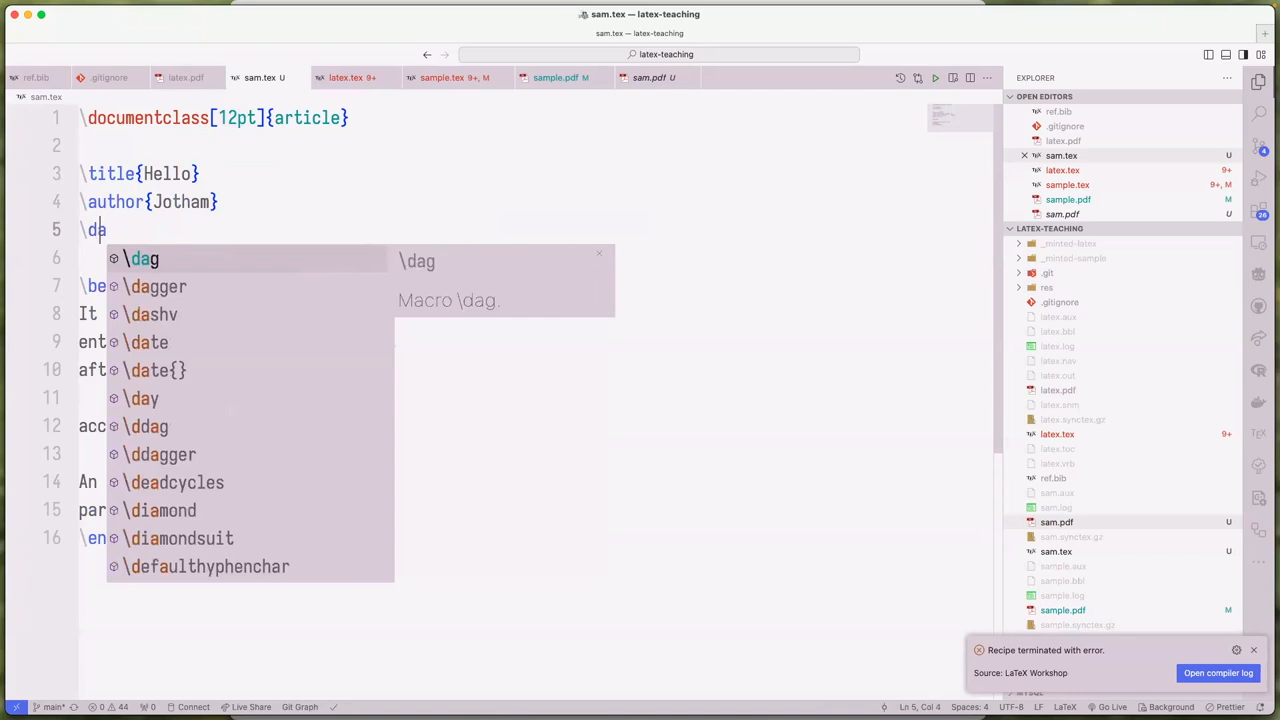 sam.tex — latex-teaching
sam.tex — latex-teaching
latex-teaching
ref.bib
.gitignore
latex.pdf
sam.tex U
latex.tex 9+
sample.tex 9+, M
sample.pdf M
sam.pdf U
sam.tex
1 \documentclass[12pt]{article}
2
3 \title{Hello}
4 \author{Jotham}
5 \da
6
7 \be
8 It
9 ent
10 aft
11
12 acc
13
14 An
15 par
16 \en
\dag
\dagger
\dashv
\date
\date{}
\day
\ddag
\ddagger
\deadcycles
\diamond
\diamondsuit
\defaulthyphenchar
\dag
Macro \dag.
EXPLORER
OPEN EDITORS
ref.bib
.gitignore
latex.pdf
sam.tex U
latex.tex 9+
sample.tex 9+, M
sample.pdf M
sam.pdf U
LATEX-TEACHING
_minted-latex
_minted-sample
.git
res
.gitignore
latex.aux
latex.bbl
latex.log
latex.nav
latex.out
latex.pdf
latex.snm
latex.synctex.gz
latex.tex 9+
latex.toc
latex.vrb
ref.bib
sam.aux
sam.log
sam.pdf U
sam.synctex.gz
sam.tex U
sample.aux
sample.bbl
sample.log
sample.pdf M
sample.synctex.gz
4
26
Recipe terminated with error.
Source: LaTeX Workshop
Open compiler log
main*
0
44
0
Connect
Live Share
Git Graph
Ln 5, Col 4
Spaces: 4
UTF-8
LF
LaTeX
Go Live
Background
Prettier